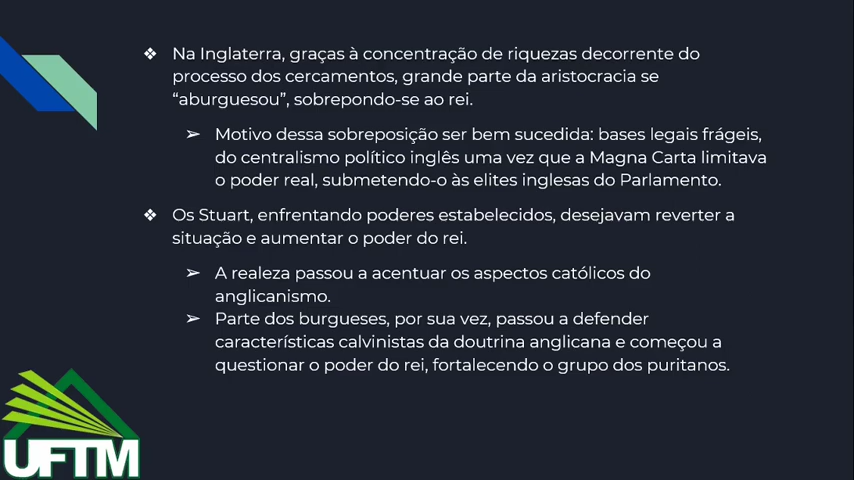 ❖ Na Inglaterra, graças à concentração de riquezas decorrente do
processo dos cercamentos, grande parte da aristocracia se
“aburguesou”, sobrepondo-se ao rei.
➢ Motivo dessa sobreposição ser bem sucedida: bases legais frágeis,
do centralismo político inglês uma vez que a Magna Carta limitava
o poder real, submetendo-o às elites inglesas do Parlamento.
❖ Os Stuart, enfrentando poderes estabelecidos, desejavam reverter a
situação e aumentar o poder do rei.
➢ A realeza passou a acentuar os aspectos católicos do
anglicanismo.
➢ Parte dos burgueses, por sua vez, passou a defender
características calvinistas da doutrina anglicana e começou a
questionar o poder do rei, fortalecendo o grupo dos puritanos.
UFTM